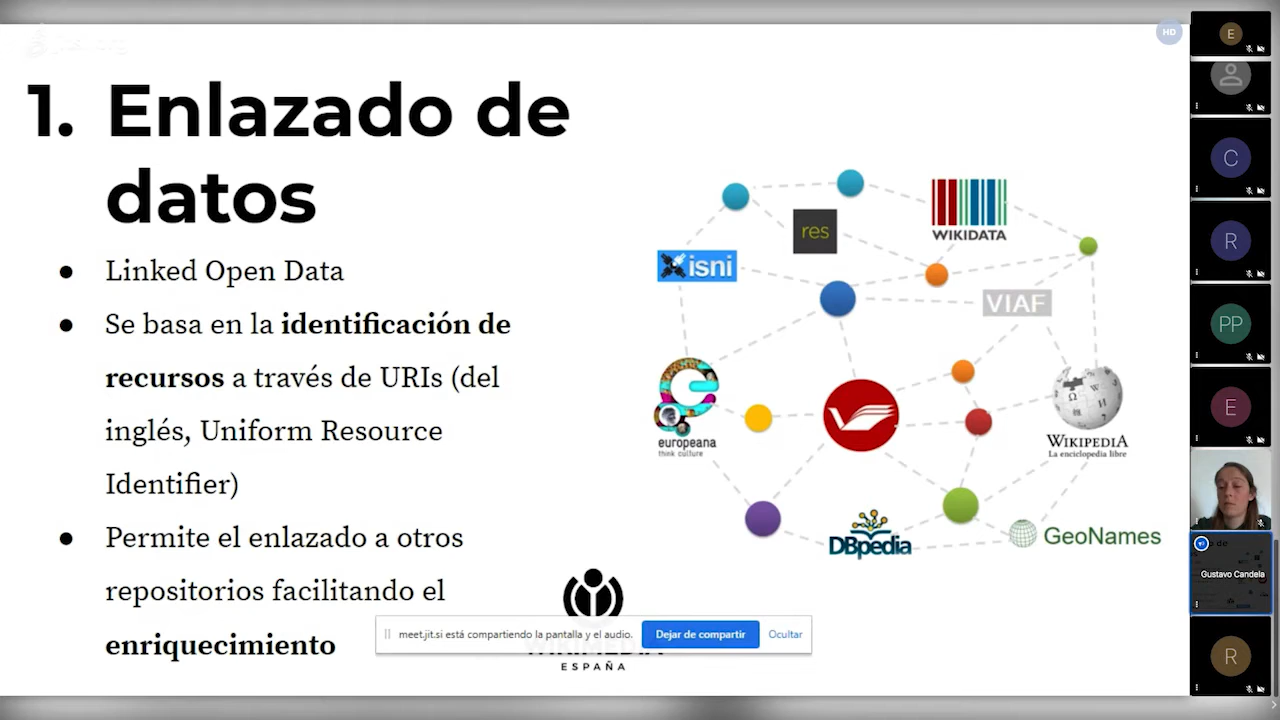 HD
1. Enlazado de
datos
● Linked Open Data
● Se basa en la identificación de
recursos a través de URIs (del
inglés, Uniform Resource
Identifier)
● Permite el enlazado a otros
repositorios facilitando el
enriquecimiento
WIKIDATA
res
isni
VIAF
europeana
think culture
WIKIPEDIA
La enciclopedia libre
DBpedia
GeoNames
meet.jit.si está compartiendo la pantalla y el audio.
Dejar de compartir
Ocultar
WIKIMEDIA
ESPAÑA
E
C
R
PP
E
Gustavo Candela
R